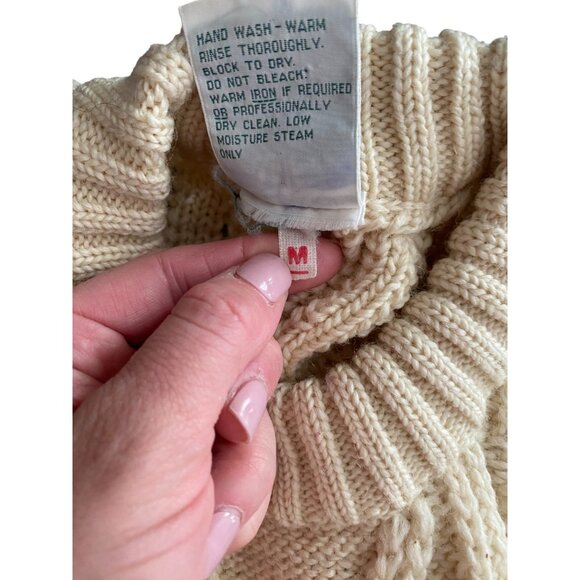 HAND WASH - WARM
RINSE THOROUGHLY.
BLOCK TO DRY.
DO NOT BLEACH.
WARM IRON IF REQUIRED
OR PROFESSIONALLY
DRY CLEAN. LOW
MOISTURE STEAM
ONLY
M